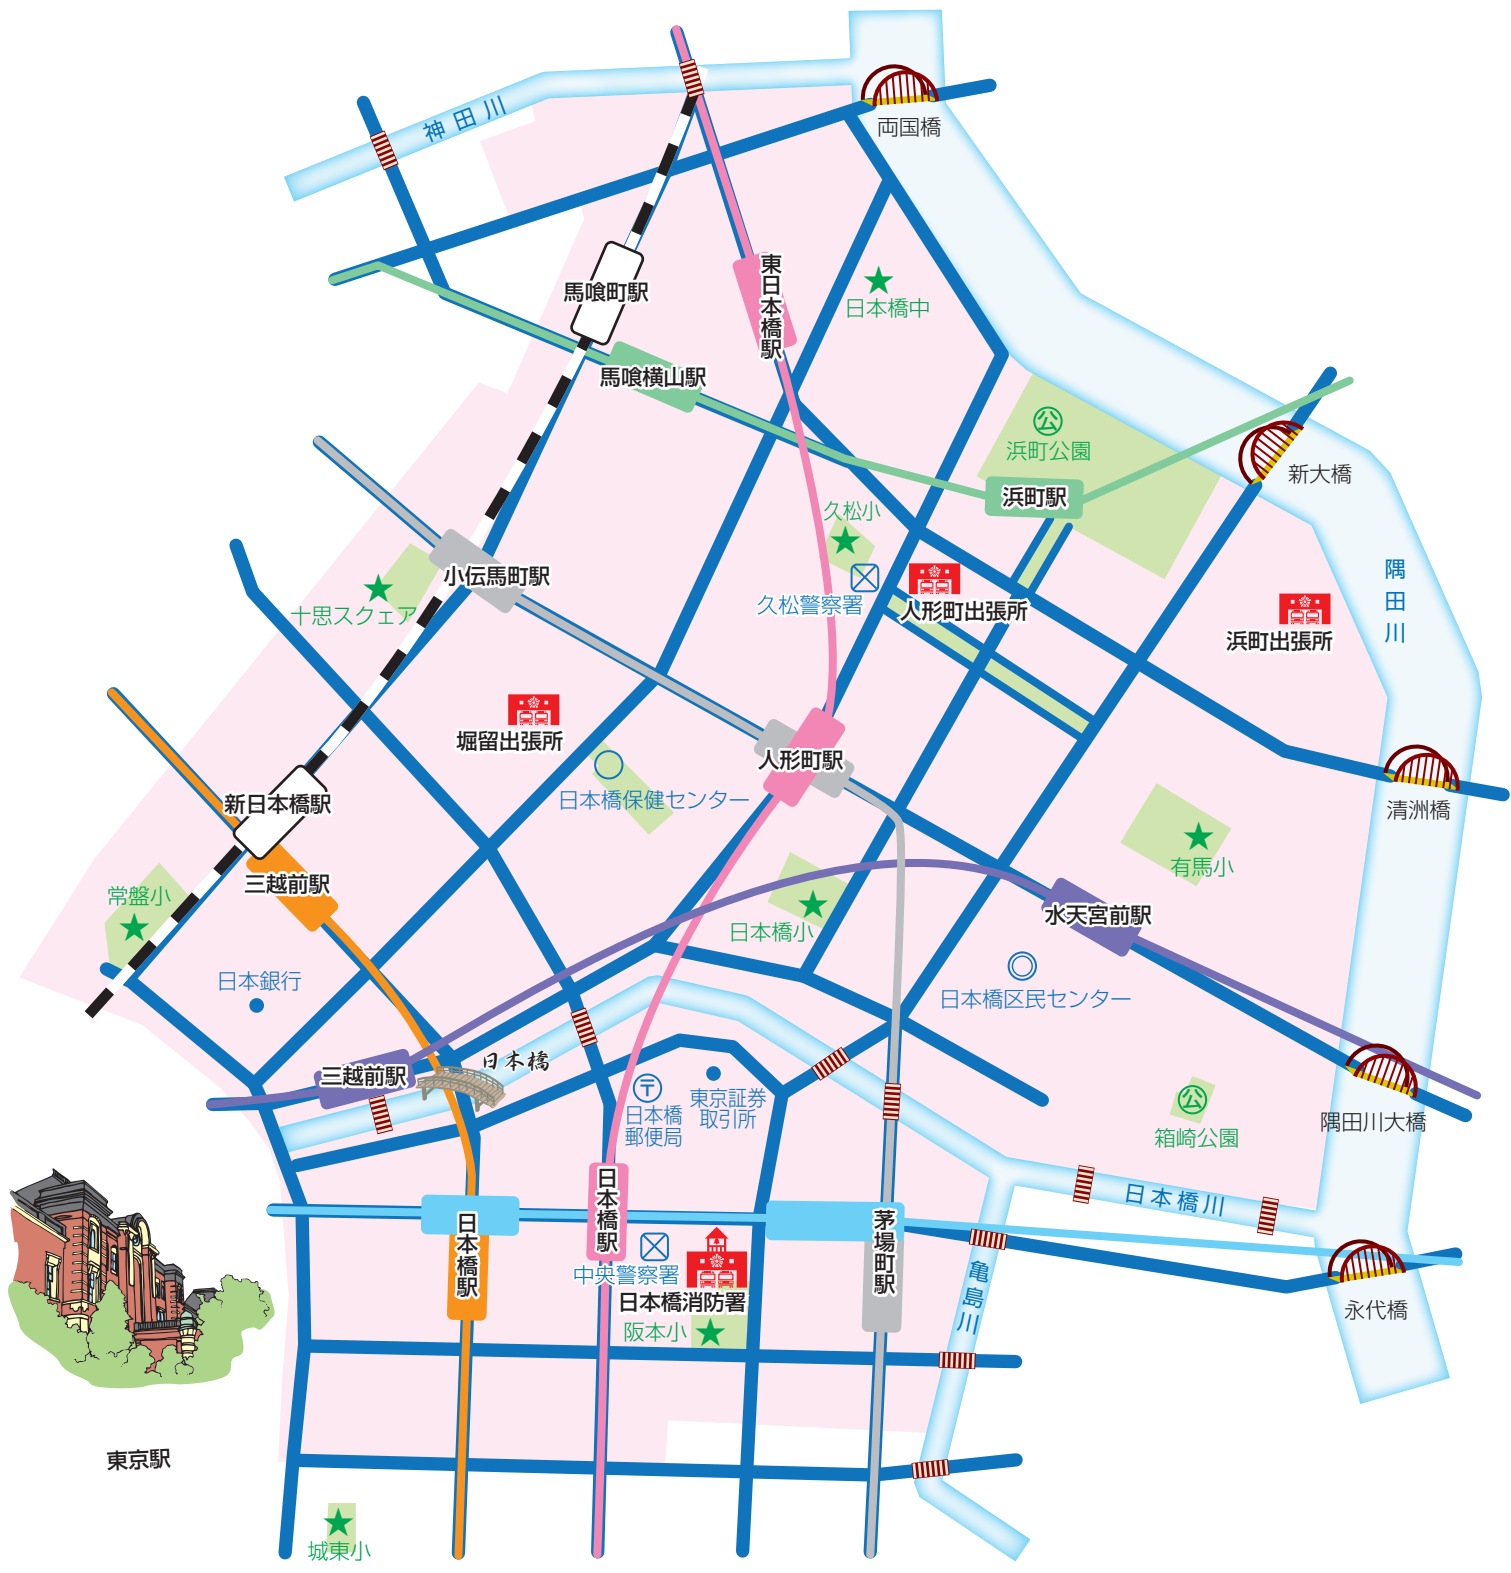 神田川
両国橋
東日本橋駅
馬喰町駅
日本橋中
馬喰横山駅
公
浜町公園
新大橋
浜町駅
久松小
小伝馬町駅
十思スクェア
久松警察署
人形町出張所
隅田川
浜町出張所
堀留出張所
人形町駅
日本橋保健センター
新日本橋駅
清洲橋
有馬小
三越前駅
常盤小
水天宮前駅
日本橋小
日本銀行
日本橋区民センター
日本橋
三越前駅
〒
日本橋
郵便局
東京証券
取引所
公
箱崎公園
隅田川大橋
日本橋川
日本橋駅
日本橋駅
茅場町駅
中央警察署
日本橋消防署
阪本小
亀島川
永代橋
東京駅
城東小